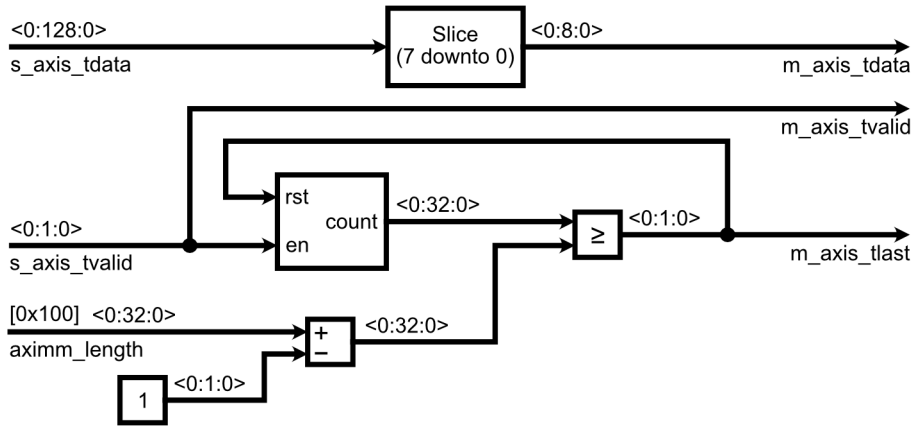 <0:128:0>
s_axis_tdata
Slice
(7 downto 0)
<0:8:0>
m_axis_tdata
m_axis_tvalid
rst
count
en
<0:32:0>
≥
<0:1:0>
m_axis_tlast
<0:1:0>
s_axis_tvalid
[0x100] <0:32:0>
aximm_length
+
−
<0:32:0>
1
<0:1:0>